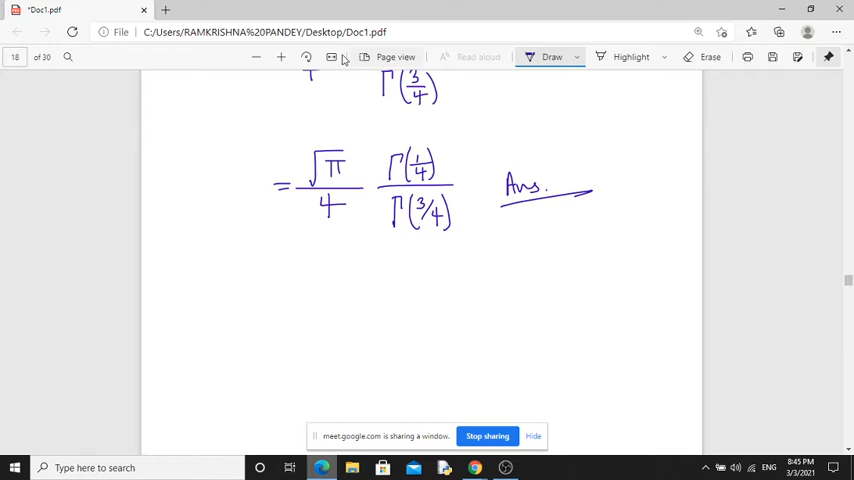 *Doc1.pdf
File C:/Users/RAMKRISHNA%20PANDEY/Desktop/Doc1.pdf
18 of 30 Page view Read aloud Draw Highlight Erase
Γ(3/4)
= √π/4 Γ(1/4)/Γ(3/4) Ans.
meet.google.com is sharing a window. Stop sharing Hide
Type here to search
ENG
8:45 PM
3/3/2021